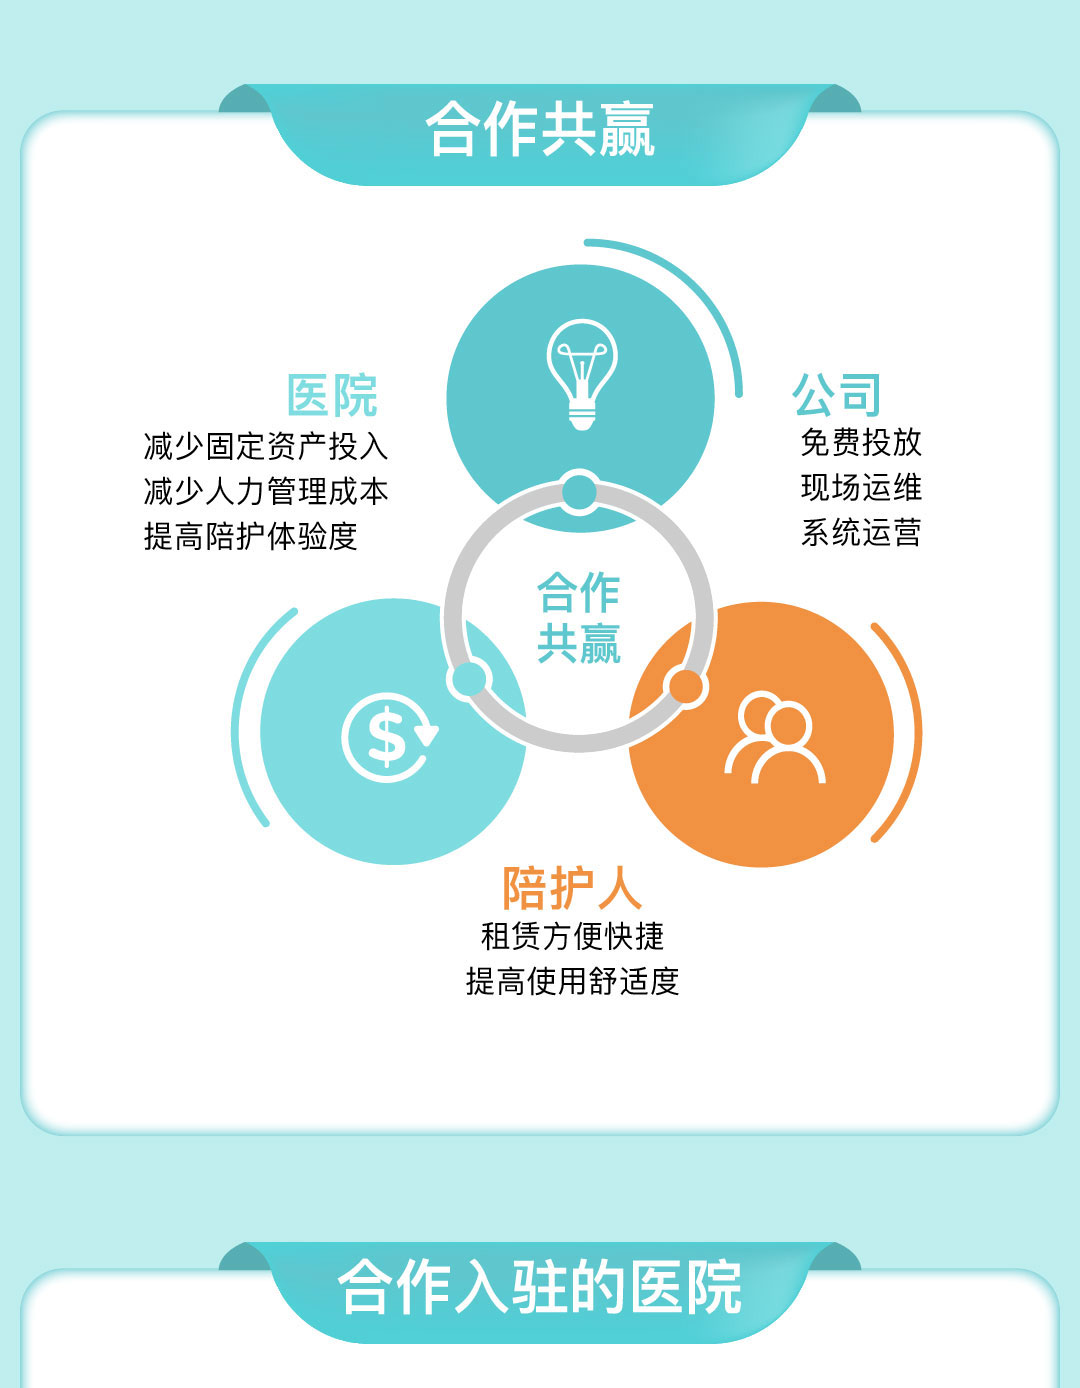 合作共赢
医院
减少固定资产投入
减少人力管理成本
提高陪护体验度
公司
免费投放
现场运维
系统运营
合作
共赢
$
陪护人
租赁方便快捷
提高使用舒适度
合作入驻的医院